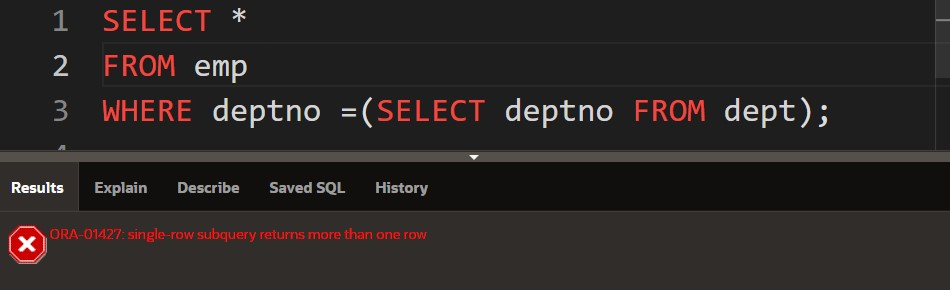 1 SELECT *
2 FROM emp
3 WHERE deptno =(SELECT deptno FROM dept);
Results Explain Describe Saved SQL History
ORA-01427: single-row subquery returns more than one row